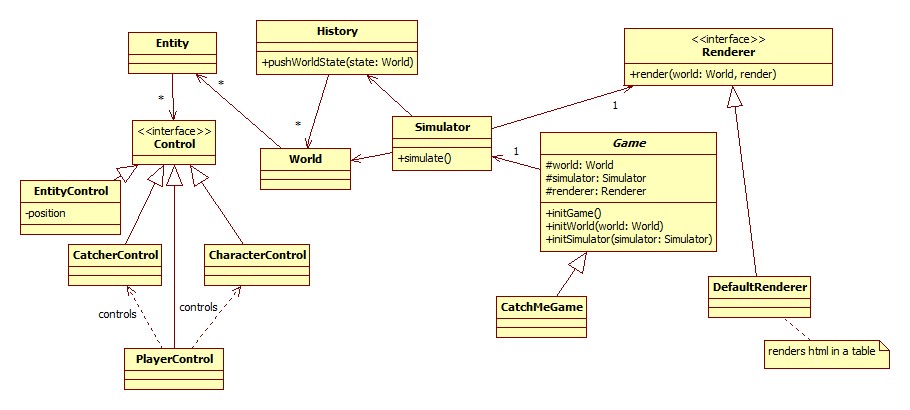 Entity
*
*
History
+pushWorldState(state: World)
*
<<interface>>
Renderer
+render(world: World, render)
1
<<interface>>
Control
World
Simulator
+simulate()
1
Game
#world: World
#simulator: Simulator
#renderer: Renderer
+initGame()
+initWorld(world: World)
+initSimulator(simulator: Simulator)
EntityControl
-position
CatcherControl
CharacterControl
controls
controls
PlayerControl
CatchMeGame
DefaultRenderer
renders html in a table